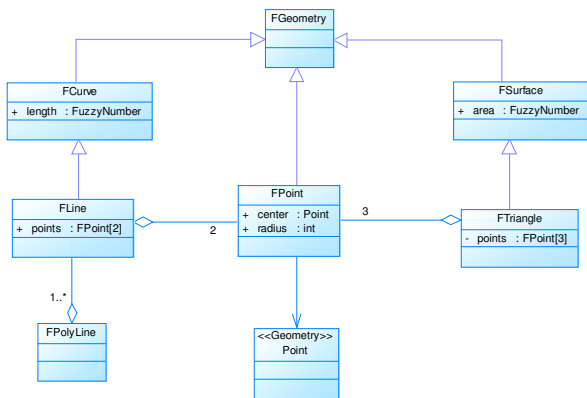 FGeometry
FCurve
+ length : FuzzyNumber
FSurface
+ area : FuzzyNumber
FLine
+ points : FPoint[2]
2
FPoint
+ center : Point
+ radius : int
3
FTriangle
- points : FPoint[3]
1..*
FPolyLine
<<Geometry>>
Point